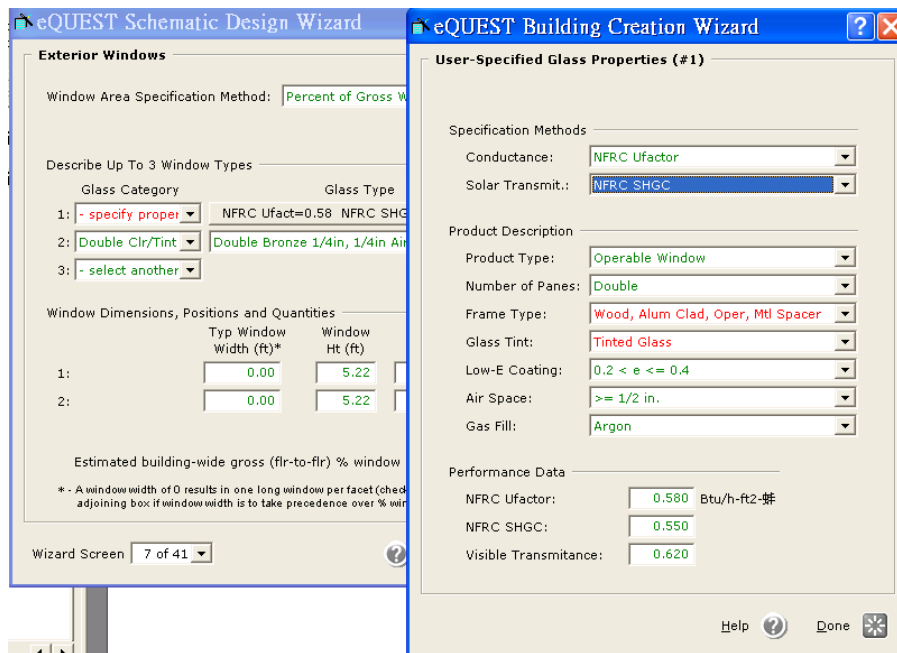 eQUEST Schematic Design Wizard
Exterior Windows
Window Area Specification Method: Percent of Gross W
Describe Up To 3 Window Types
Glass Category Glass Type
1: - specify proper NFRC Ufact=0.58 NFRC SHG
2: Double Clr/Tint Double Bronze 1/4in, 1/4in Air
3: - select another
Window Dimensions, Positions and Quantities
Typ Window Window
Width (ft)* Ht (ft)
1: 0.00 5.22
2: 0.00 5.22
Estimated building-wide gross (flr-to-flr) % window
* - A window width of 0 results in one long window per facet (chec
adjoining box if window width is to take precedence over % win
Wizard Screen 7 of 41
eQUEST Building Creation Wizard
User-Specified Glass Properties (#1)
Specification Methods
Conductance: NFRC Ufactor
Solar Transmit.: NFRC SHGC
Product Description
Product Type: Operable Window
Number of Panes: Double
Frame Type: Wood, Alum Clad, Oper, Mtl Spacer
Glass Tint: Tinted Glass
Low-E Coating: 0.2 < e <= 0.4
Air Space: >= 1/2 in.
Gas Fill: Argon
Performance Data
NFRC Ufactor: 0.580 Btu/h-ft2-蚌
NFRC SHGC: 0.550
Visible Transmitance: 0.620
Help Done